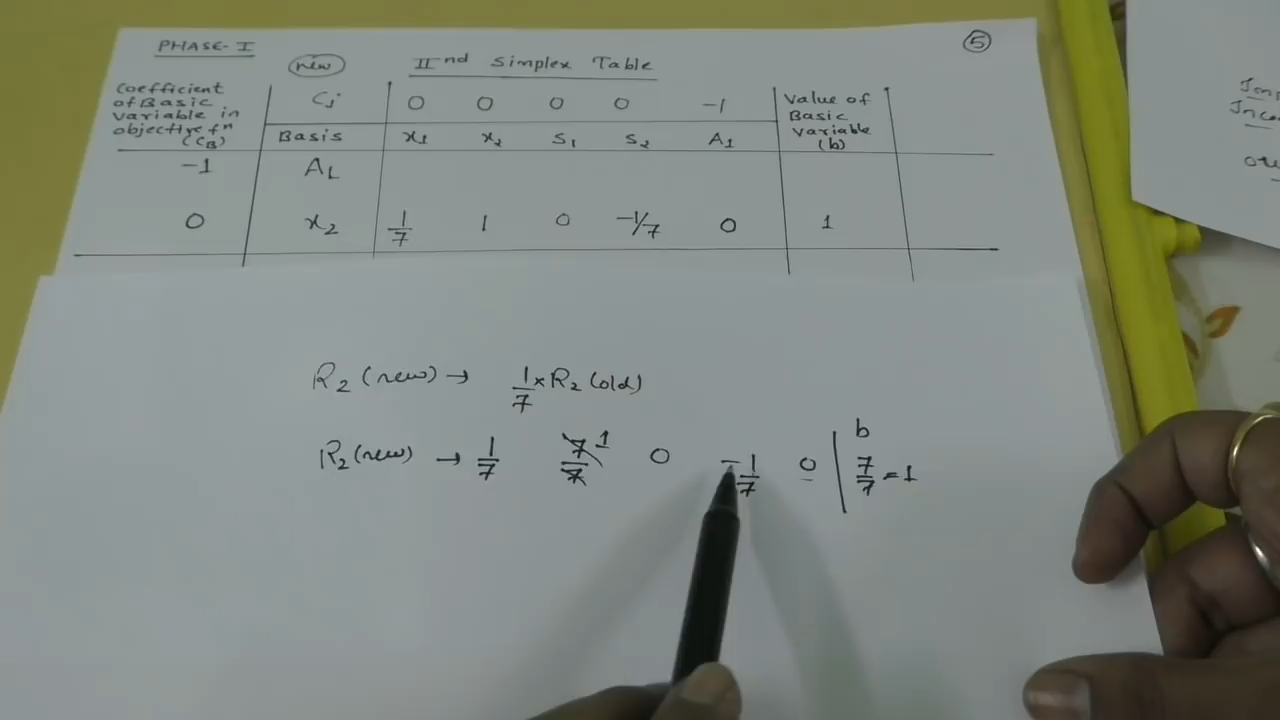 PHASE-I
5
new
IInd Simplex Table
Coefficient of Basic variable in objective fn (CB)
Cj 0 0 0 0 -1
Value of Basic variable (b)
Basis x1 x2 S1 S2 A1
-1 A1
0 x2 1/7 1 0 -1/7 0 1
R2 (new) → 1/7 × R2 (old)
b
R2 (new) → 1/7 7/7 1 0 -1/7 0 | 7/7 = 1